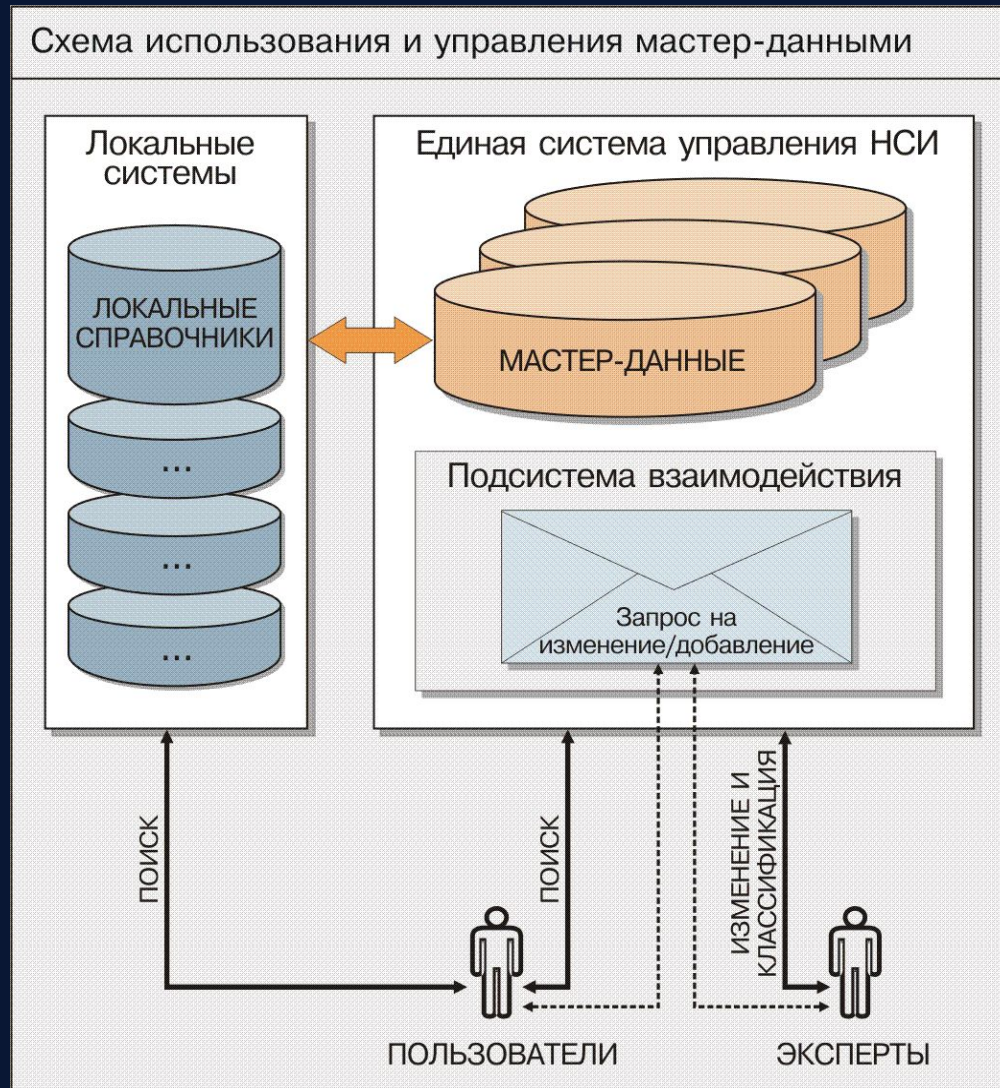 Схема использования и управления мастер-данными
Локальные
системы
ЛОКАЛЬНЫЕ
СПРАВОЧНИКИ
...
...
...
Единая система управления НСИ
МАСТЕР-ДАННЫЕ
Подсистема взаимодействия
Запрос на
изменение/добавление
ПОИСК
ПОИСК
ИЗМЕНЕНИЕ И
КЛАССИФИКАЦИЯ
ПОЛЬЗОВАТЕЛИ
ЭКСПЕРТЫ